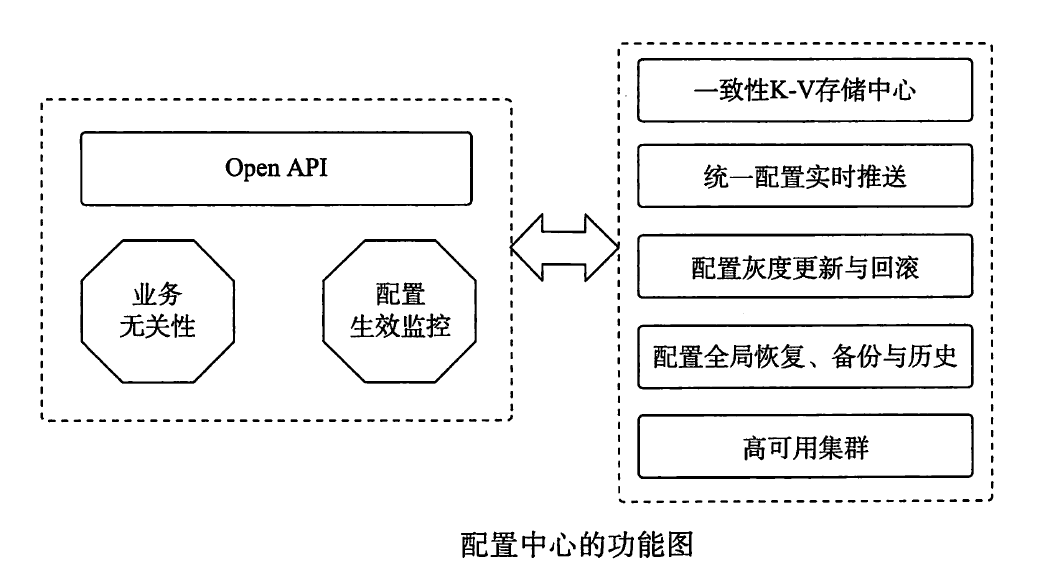 Open API
业务
无关性
配置
生效监控
一致性K-V存储中心
统一配置实时推送
配置灰度更新与回滚
配置全局恢复、备份与历史
高可用集群
配置中心的功能图